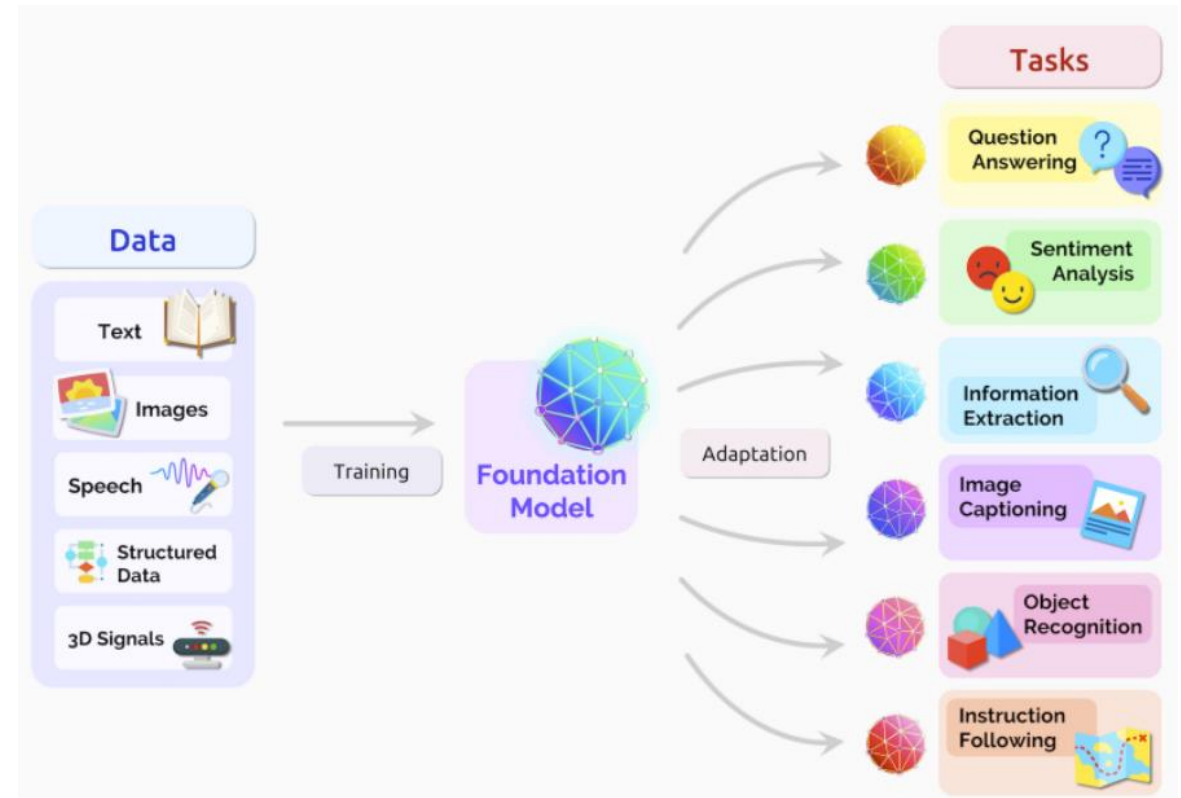 Tasks
Question
Answering
Data
Sentiment
Analysis
Text
Images
Information
Extraction
Foundation
Model
Training
Adaptation
Speech
Image
Captioning
Structured
Data
3D Signals
Object
Recognition
Instruction
Following